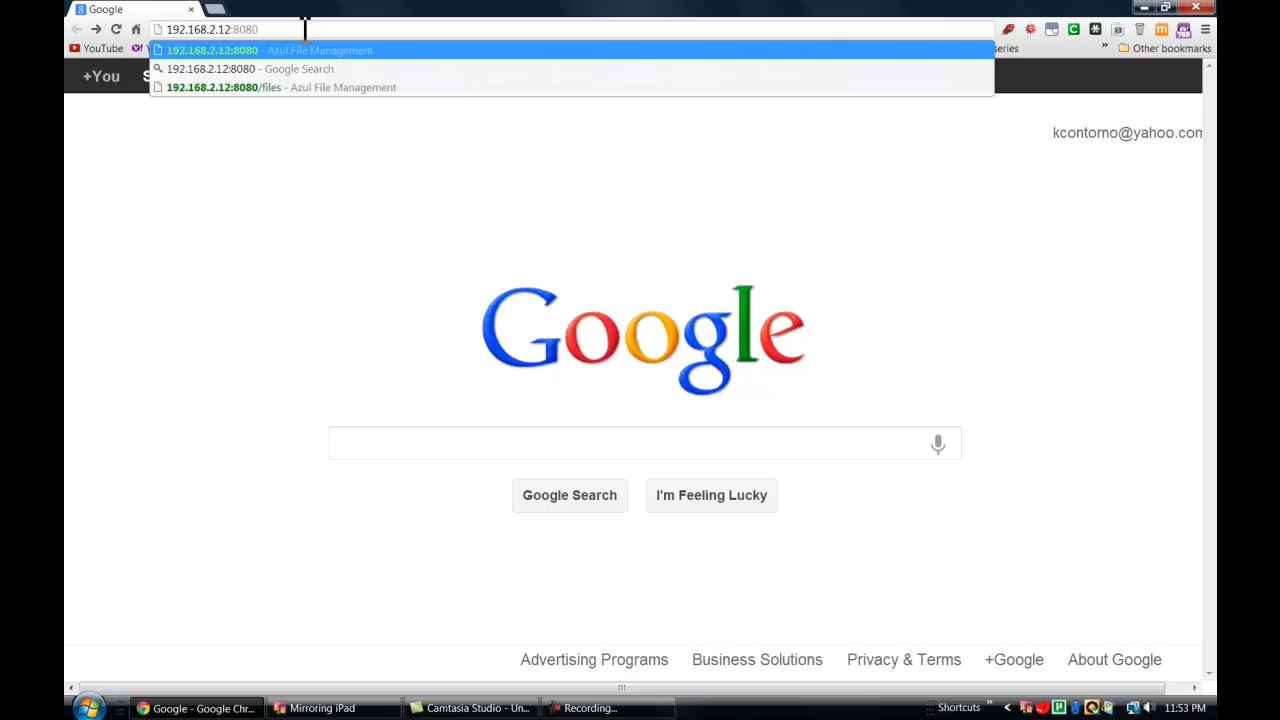 Google
192.168.2.12:8080
192.168.2.12:8080 - Azul File Management
192.168.2.12:8080 - Google Search
192.168.2.12:8080/files - Azul File Management
YouTube
eries
Other bookmarks
+You
kcontorno@yahoo.com
Google
Google Search
I'm Feeling Lucky
Advertising Programs
Business Solutions
Privacy & Terms
+Google
About Google
Google - Google Chr...
Mirroring iPad
Camtasia Studio - Un...
Recording...
Shortcuts
11:53 PM